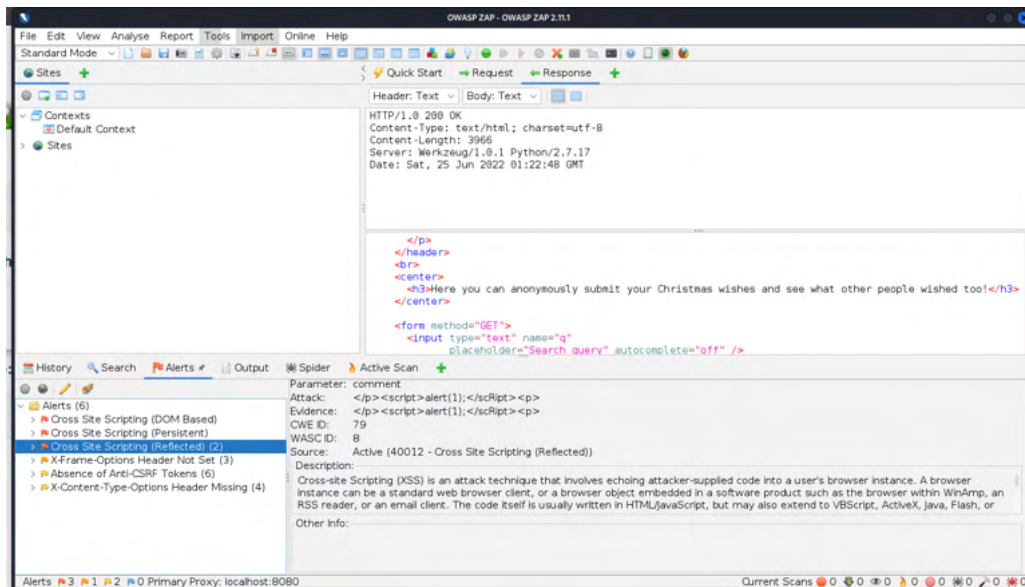 OWASP ZAP - OWASP ZAP 2.11.1
File Edit View Analyse Report Tools Import Online Help
Standard Mode
Sites
Quick Start Request Response
Header: Text Body: Text
Contexts
Default Context
Sites
HTTP/1.0 200 OK
Content-Type: text/html; charset=utf-8
Content-Length: 3966
Server: Werkzeug/1.0.1 Python/2.7.17
Date: Sat, 25 Jun 2022 01:22:48 GMT
</p>
</header>
<br>
<center>
<h3>Here you can anonymously submit your Christmas wishes and see what other people wished too!</h3>
</center>
<form method="GET">
<input type="text" name="q"
placeholder="Search query" autocomplete="off" />
History Search Alerts Output Spider Active Scan
Alerts (6)
Cross Site Scripting (DOM Based)
Cross Site Scripting (Persistent)
Cross Site Scripting (Reflected) (2)
X-Frame-Options Header Not Set (3)
Absence of Anti-CSRF Tokens (6)
X-Content-Type-Options Header Missing (4)
Parameter: comment
Attack: </p><script>alert(1);</scRipt><p>
Evidence: </p><script>alert(1);</scRipt><p>
CWE ID: 79
WASC ID: 8
Source: Active (40012 - Cross Site Scripting (Reflected))
Description:
Cross-site Scripting (XSS) is an attack technique that involves echoing attacker-supplied code into a user's browser instance. A browser
instance can be a standard web browser client, or a browser object embedded in a software product such as the browser within WinAmp, an
RSS reader, or an email client. The code itself is usually written in HTML/JavaScript, but may also extend to VBScript, ActiveX, Java, Flash, or
Other Info:
Alerts 3 1 2 0 Primary Proxy: localhost:8080
Current Scans 0 0 0 0 0 0 0 0